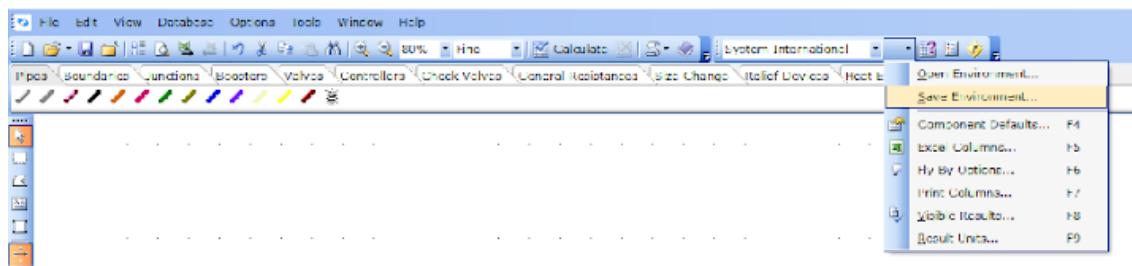 File Edit View Database Options Tools Window Help
80% Fine Calculate System International
Pipes Boundaries Junctions Boosters Valves Controllers Check Valves General Resistances Size Change Relief Devices Heat E
Open Environment...
Save Environment...
Component Defaults... F4
Excel Columns... F5
Fly By Options... F6
Print Columns... F7
Visible Results... F8
Result Units... F9